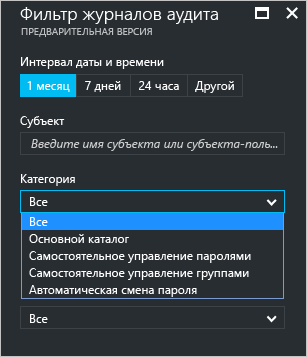 Фильтр журналов аудита
ПРЕДВАРИТЕЛЬНАЯ ВЕРСИЯ
Интервал даты и времени
1 месяц 7 дней 24 часа Другой
Субъект
Введите имя субъекта или субъекта-поль...
Категория
Все
Все
Основной каталог
Самостоятельное управление паролями
Самостоятельное управление группами
Автоматическая смена пароля
Все